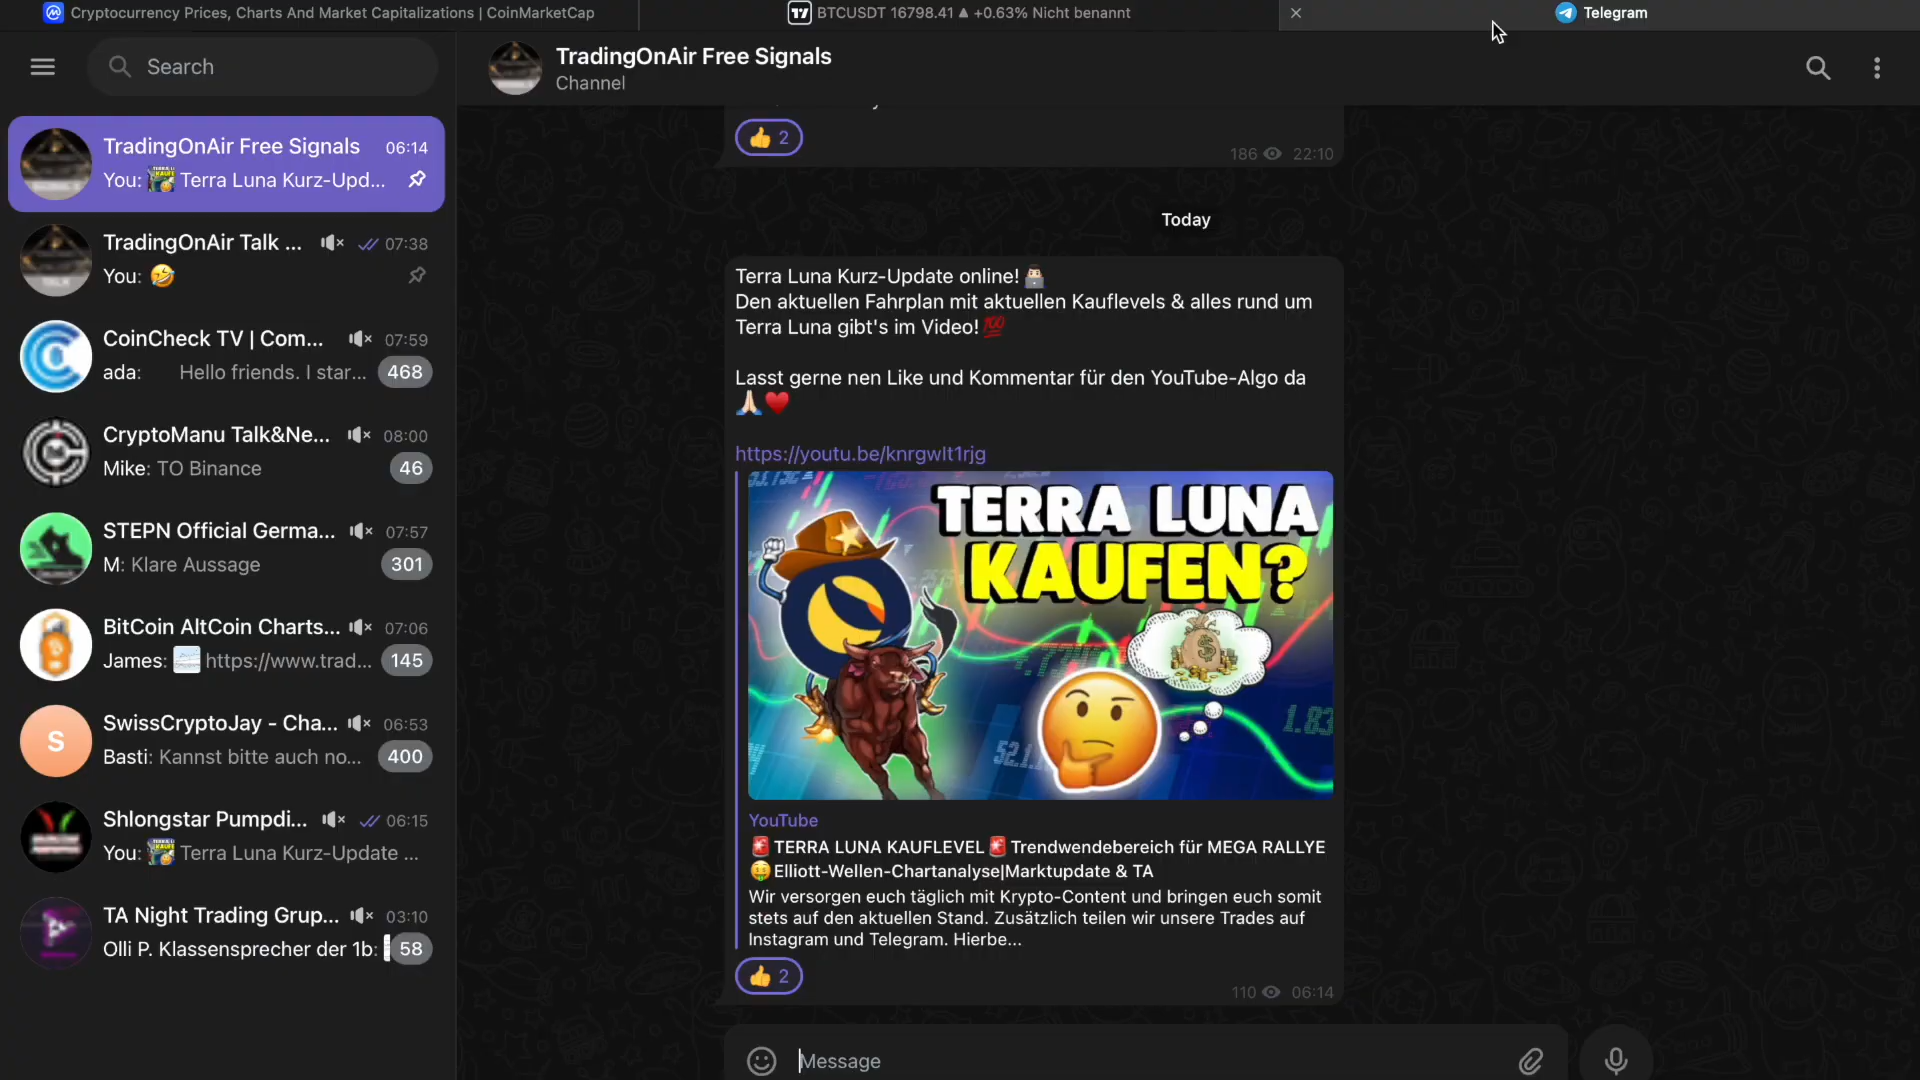 Cryptocurrency Prices, Charts And Market Capitalizations | CoinMarketCap
BTCUSDT 16798.41 ▲ +0.63% Nicht benannt
Telegram
Search
TradingOnAir Free Signals
Channel
TradingOnAir Free Signals 06:14
You: Terra Luna Kurz-Upd...
TradingOnAir Talk ... 07:38
You: 🤣
CoinCheck TV | Com... 07:59
ada: Hello friends. I star... 468
CryptoManu Talk&Ne... 08:00
Mike: TO Binance 46
STEPN Official Germa... 07:57
M: Klare Aussage 301
BitCoin AltCoin Charts... 07:06
James: https://www.trad... 145
S
SwissCryptoJay - Cha... 06:53
Basti: Kannst bitte auch no... 400
Shlongstar Pumpdi... 06:15
You: Terra Luna Kurz-Update ...
TA Night Trading Grup... 03:10
Olli P. Klassensprecher der 1b: 58
👍 2
186 22:10
Today
Terra Luna Kurz-Update online! 👨🏻‍💻
Den aktuellen Fahrplan mit aktuellen Kauflevels & alles rund um
Terra Luna gibt's im Video! 💯
Lasst gerne nen Like und Kommentar für den YouTube-Algo da
🙏🏻❤️
https://youtu.be/knrgwlt1rjg
TERRA LUNA
KAUFEN?
1.83
YouTube
🚨TERRA LUNA KAUFLEVEL🚨Trendwendebereich für MEGA RALLYE
🤑Elliott-Wellen-Chartanalyse|Marktupdate & TA
Wir versorgen euch täglich mit Krypto-Content und bringen euch somit
stets auf den aktuellen Stand. Zusätzlich teilen wir unsere Trades auf
Instagram und Telegram. Hierbe...
👍 2
110 06:14
Message